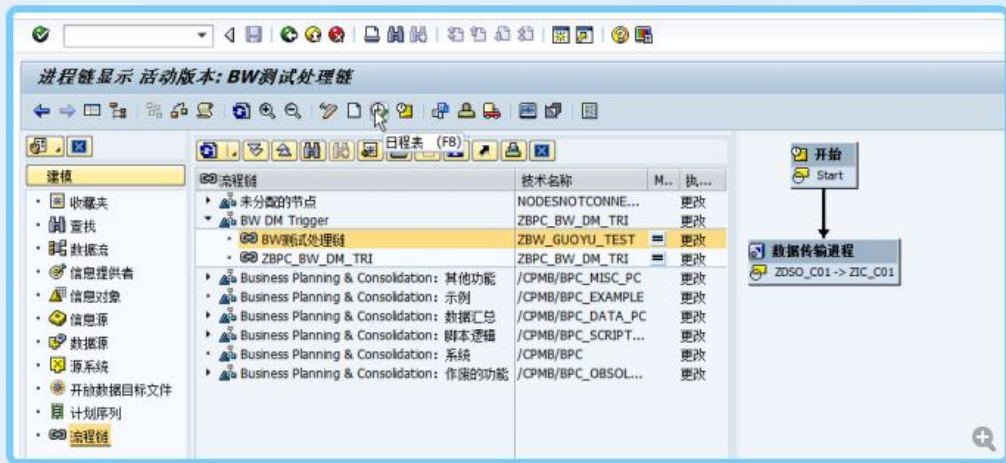 进程链显示 活动版本: BW测试处理链
日程表 (F8)
建模
收藏夹
查找
数据流
信息提供者
信息对象
信息源
数据源
源系统
开放数据目标文件
计划序列
流程链
流程链 技术名称 M.. 执....
未分配的节点 NODESNOTCONNE... 更改
BW DM Trigger ZBPC_BW_DM_TRI 更改
BW测试处理链 ZBW_GUOYU_TEST 更改
ZBPC_BW_DM_TRI ZBPC_BW_DM_TRI 更改
Business Planning & Consolidation: 其他功能 /CPMB/BPC_MISC_PC 更改
Business Planning & Consolidation: 示例 /CPMB/BPC_EXAMPLE 更改
Business Planning & Consolidation: 数据汇总 /CPMB/BPC_DATA_PC 更改
Business Planning & Consolidation: 脚本逻辑 /CPMB/BPC_SCRIPT... 更改
Business Planning & Consolidation: 系统 /CPMB/BPC 更改
Business Planning & Consolidation: 作废的功能 /CPMB/BPC_OBSOL... 更改
开始
Start
数据传输进程
ZDSO_C01 -> ZIC_C01